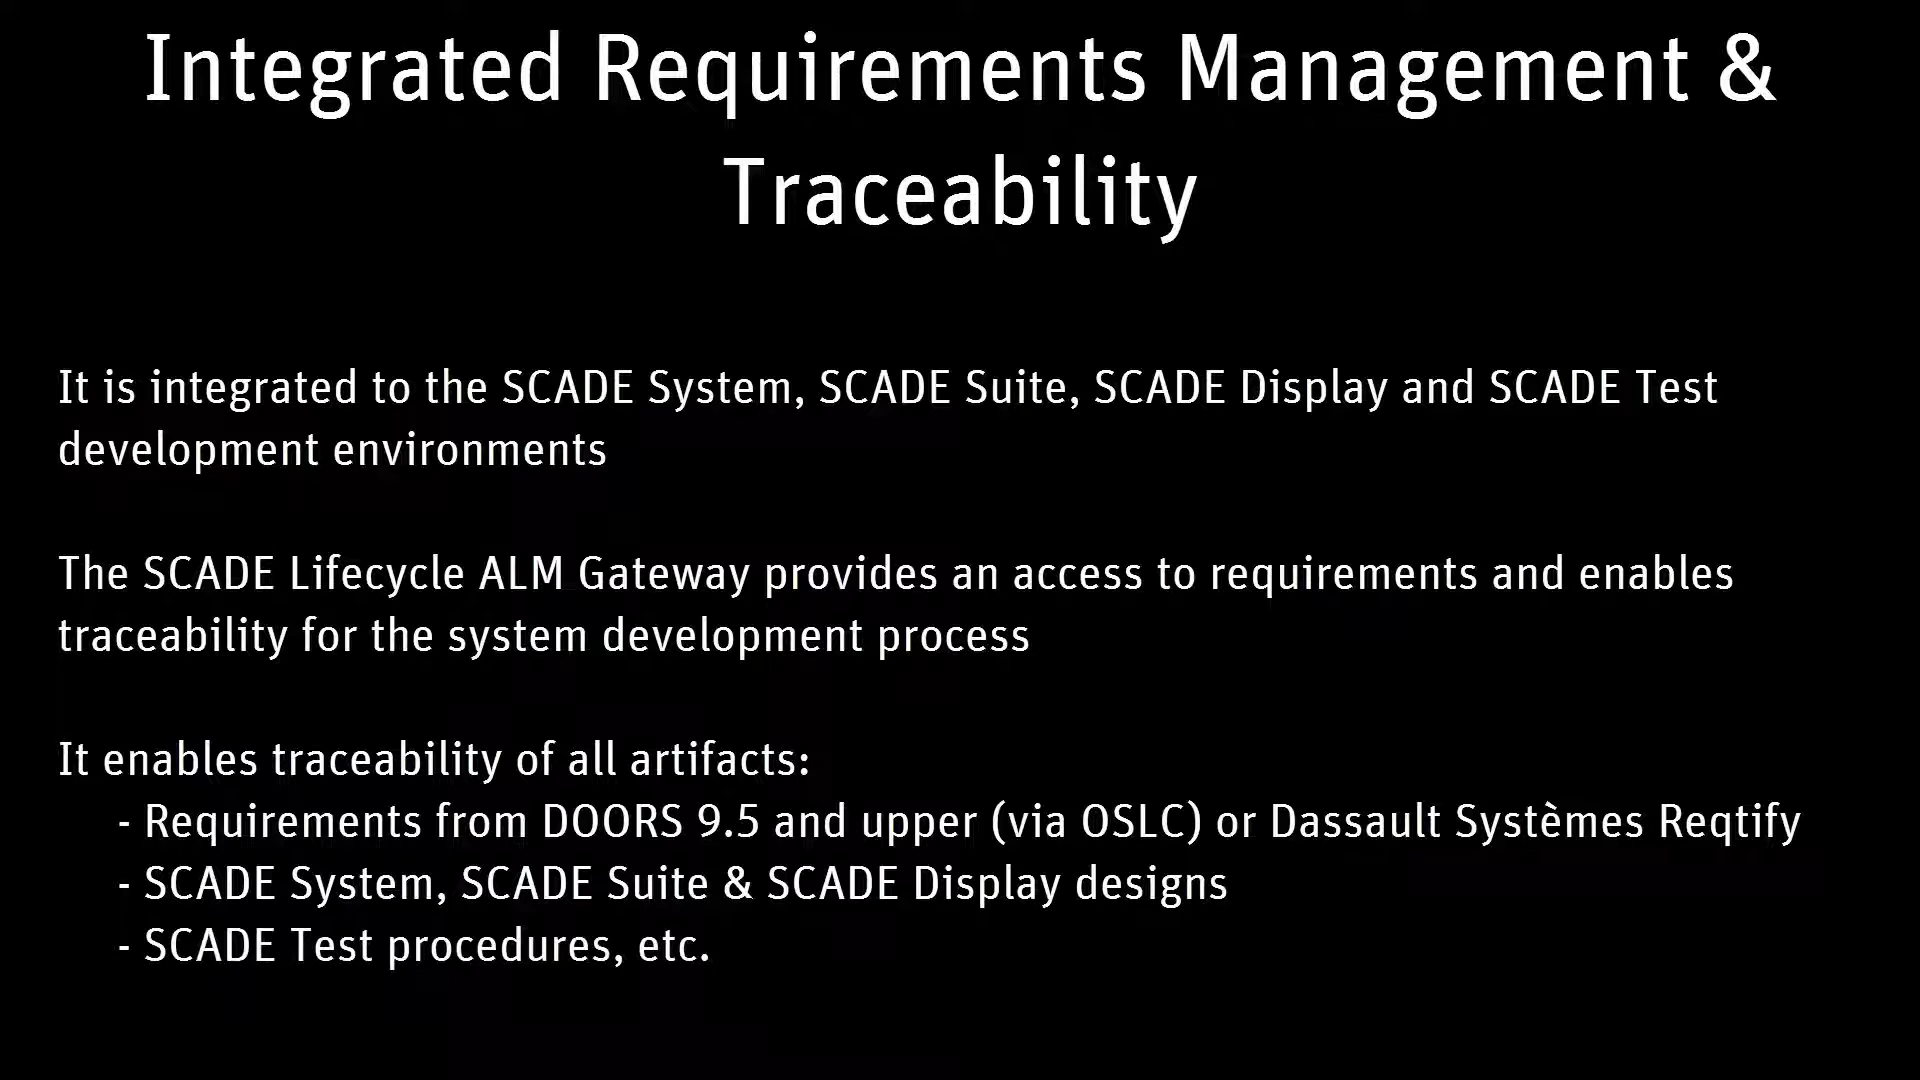 Integrated Requirements Management &
Traceability
It is integrated to the SCADE System, SCADE Suite, SCADE Display and SCADE Test
development environments
The SCADE Lifecycle ALM Gateway provides an access to requirements and enables
traceability for the system development process
It enables traceability of all artifacts:
- Requirements from DOORS 9.5 and upper (via OSLC) or Dassault Systèmes Reqtify
- SCADE System, SCADE Suite & SCADE Display designs
- SCADE Test procedures, etc.